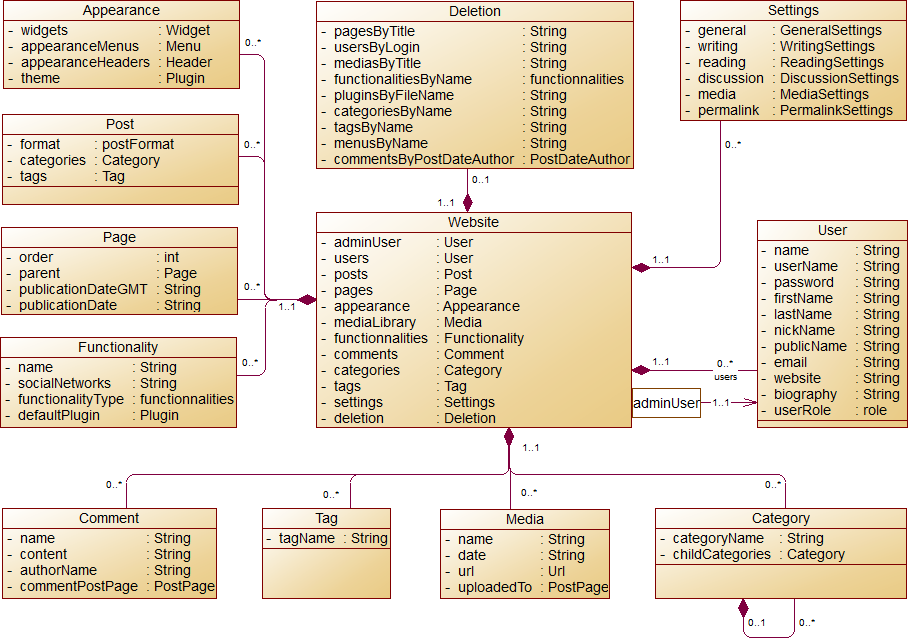 Appearance
- widgets : Widget
- appearanceMenus : Menu
- appearanceHeaders : Header
- theme : Plugin
0..*
Deletion
- pagesByTitle : String
- usersByLogin : String
- mediasByTitle : String
- functionalitiesByName : functionnalities
- pluginsByFileName : String
- categoriesByName : String
- tagsByName : String
- menusByName : String
- commentsByPostDateAuthor : PostDateAuthor
0..1
1..1
Settings
- general : GeneralSettings
- writing : WritingSettings
- reading : ReadingSettings
- discussion : DiscussionSettings
- media : MediaSettings
- permalink : PermalinkSettings
0..*
1..1
Post
- format : postFormat
- categories : Category
- tags : Tag
0..*
Page
- order : int
- parent : Page
- publicationDateGMT : String
- publicationDate : String
0..*
1..1
Functionality
- name : String
- socialNetworks : String
- functionalityType : functionnalities
- defaultPlugin : Plugin
0..*
Website
- adminUser : User
- users : User
- posts : Post
- pages : Page
- appearance : Appearance
- mediaLibrary : Media
- functionnalities : Functionality
- comments : Comment
- categories : Category
- tags : Tag
- settings : Settings
- deletion : Deletion
1..1
0..*
users
adminUser
1..1
User
- name : String
- userName : String
- password : String
- firstName : String
- lastName : String
- nickName : String
- publicName : String
- email : String
- website : String
- biography : String
- userRole : role
1..1
0..*
0..*
0..*
0..*
Comment
- name : String
- content : String
- authorName : String
- commentPostPage : PostPage
Tag
- tagName : String
Media
- name : String
- date : String
- url : Url
- uploadedTo : PostPage
Category
- categoryName : String
- childCategories : Category
0..1
0..*